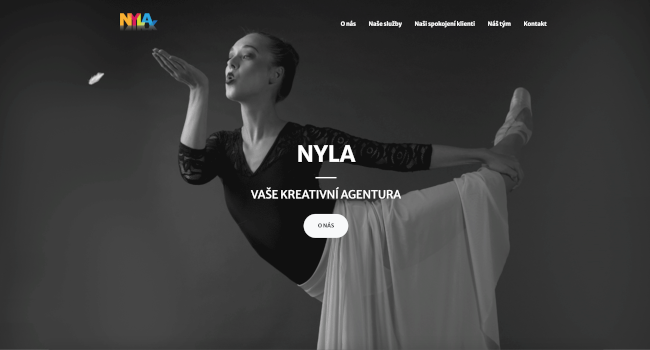 NYLA
O nás Naše služby Naši spokojení klienti Náš tým Kontakt
NYLA
VAŠE KREATIVNÍ AGENTURA
O NÁS